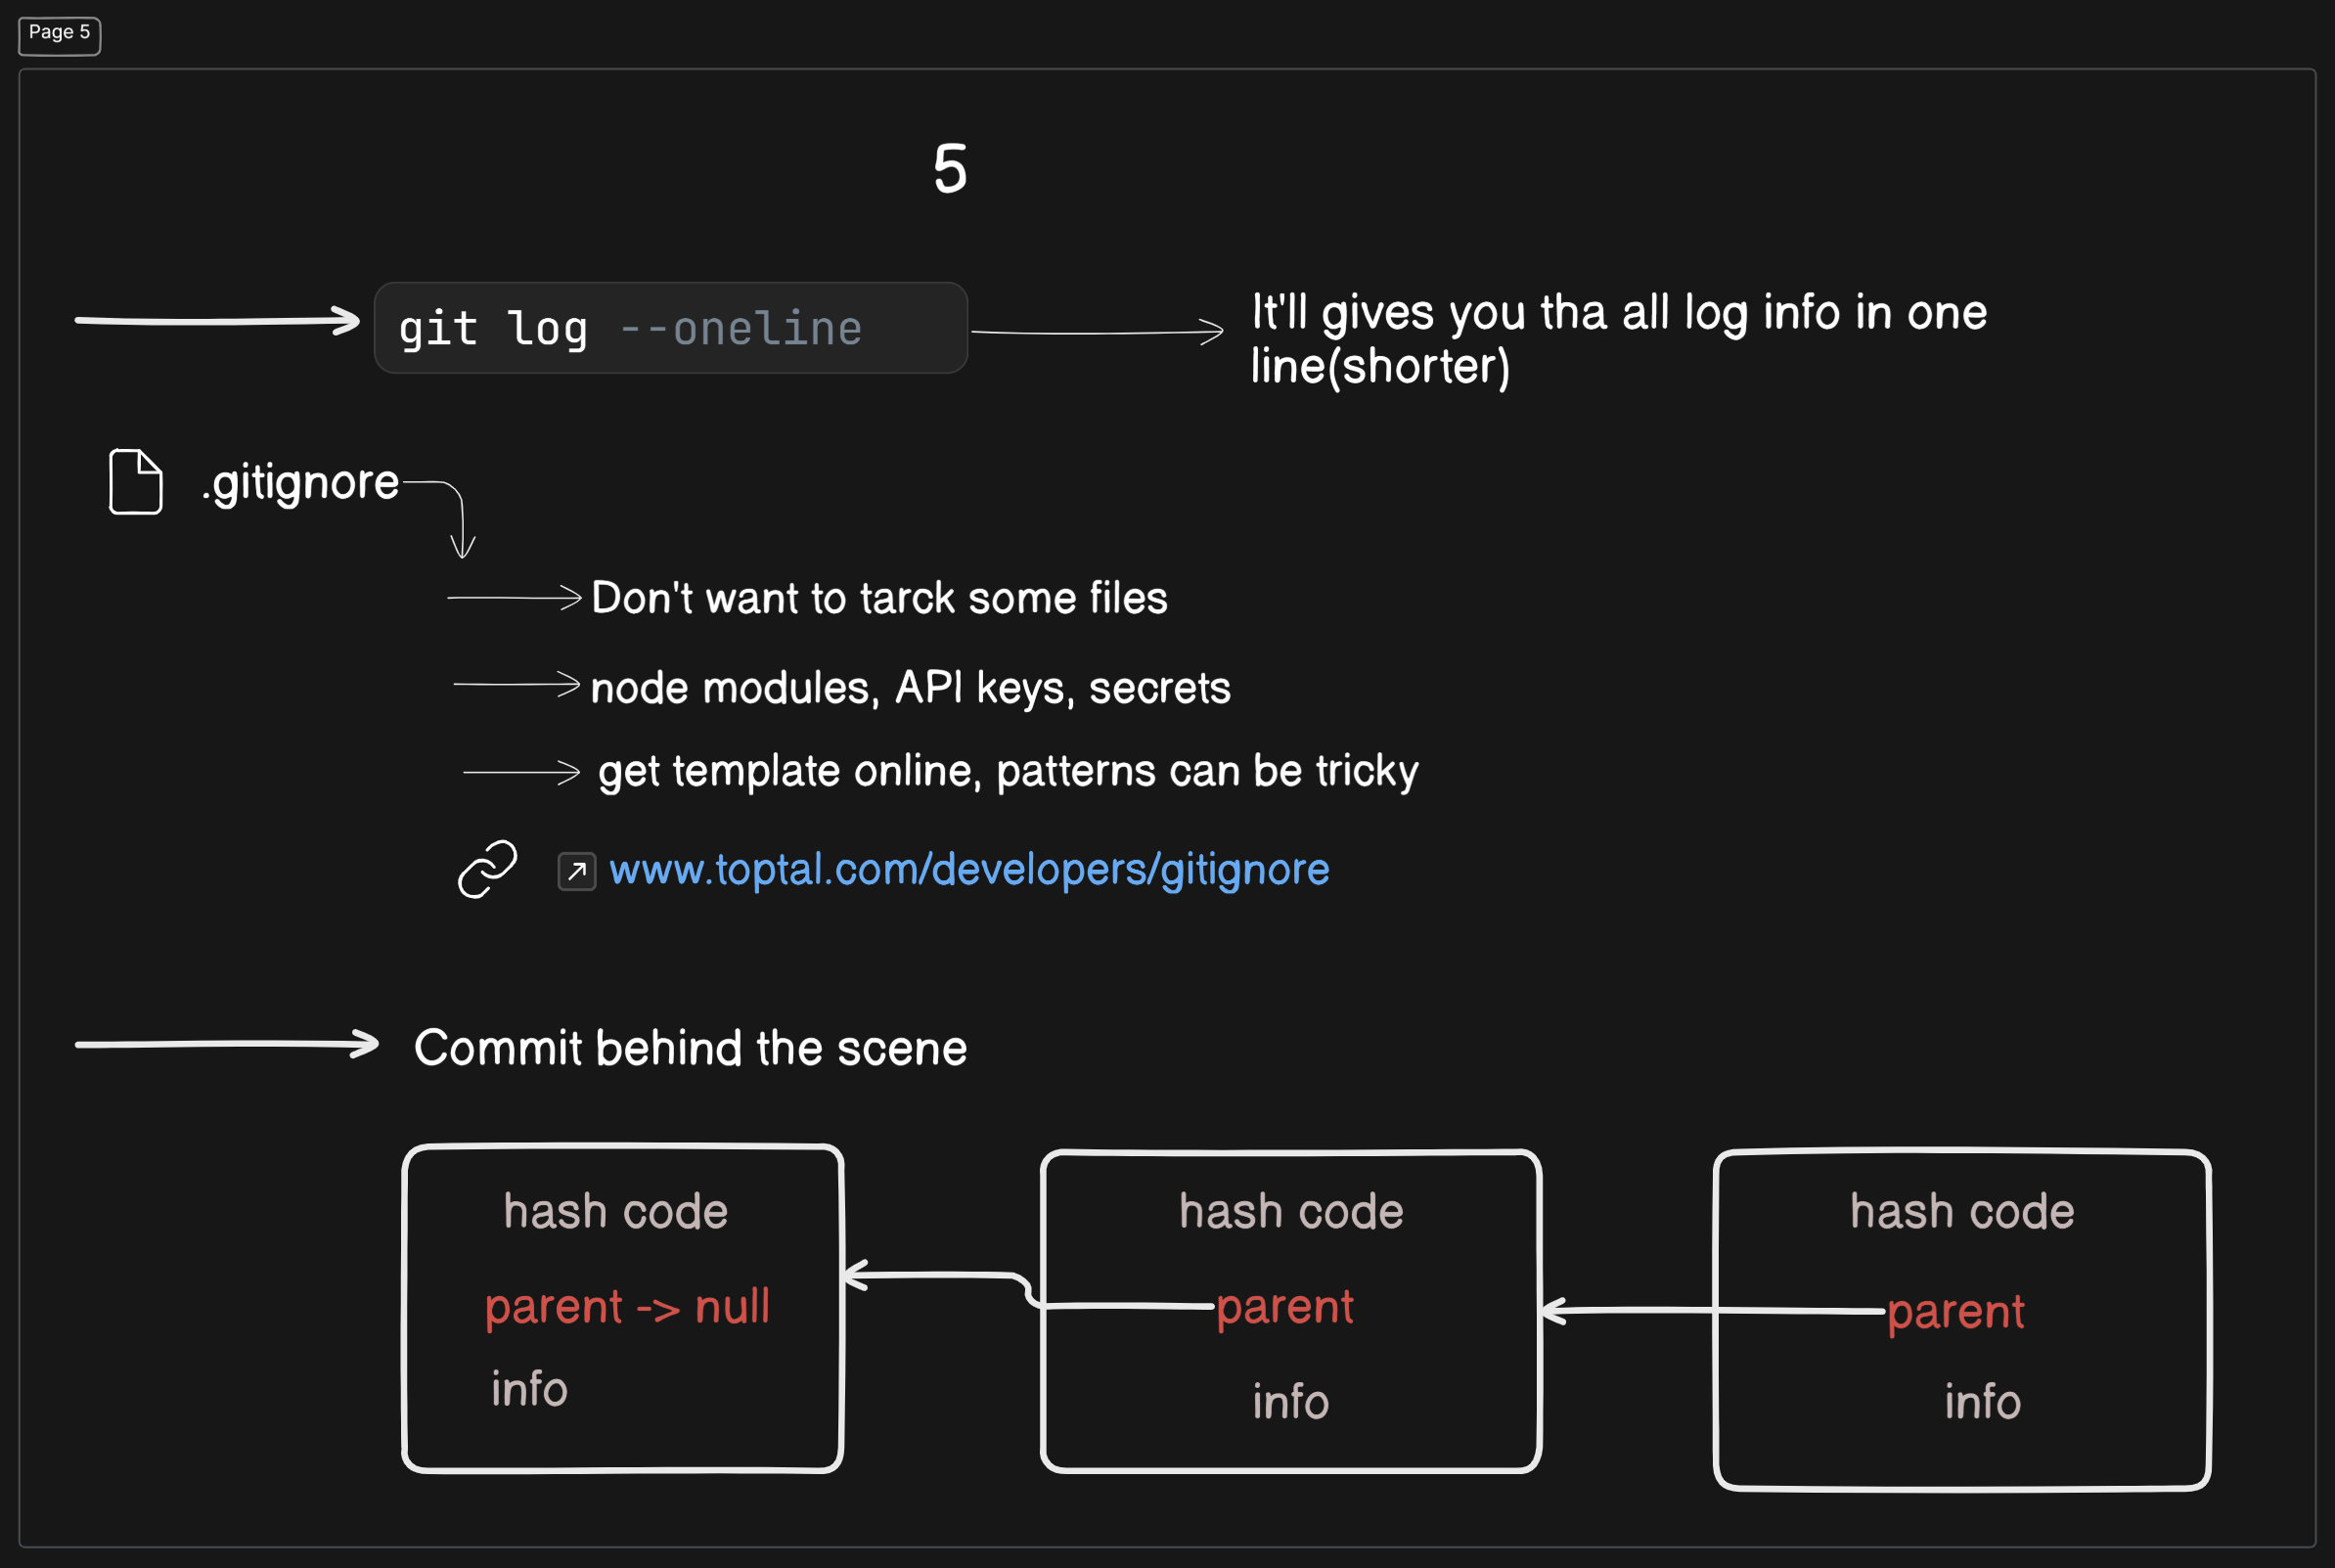 Page 5
5
git log --oneline
It'll gives you tha all log info in one
line(shorter)
.gitignore
Don't want to tarck some files
node modules, API keys, secrets
get template online, patterns can be tricky
www.toptal.com/developers/gitignore
Commit behind the scene
hash code
parent -> null
info
hash code
parent
info
hash code
parent
info